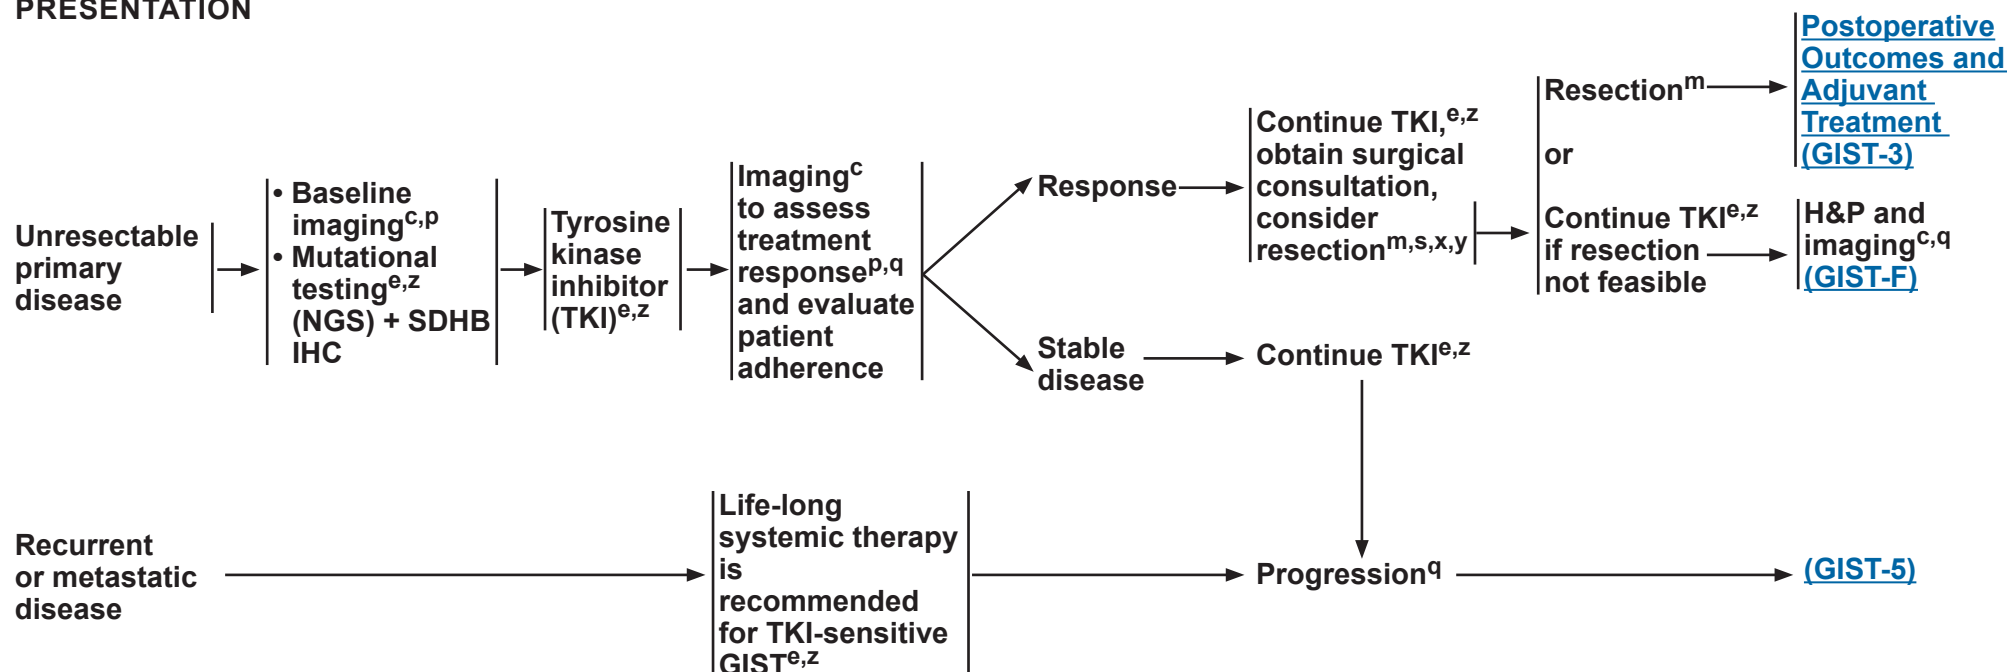 PRESENTATION
Unresectable
primary
disease
• Baseline
imagingc,p
• Mutational
testinge,z
(NGS) + SDHB
IHC
Tyrosine
kinase
inhibitor
(TKI)e,z
Imagingc
to assess
treatment
responsep,q
and evaluate
patient
adherence
Response
Continue TKI,e,z
obtain surgical
consultation,
consider
resectionm,s,x,y
Resectionm
or
Continue TKIe,z
if resection
not feasible
Postoperative
Outcomes and
Adjuvant
Treatment
(GIST-3)
H&P and
imagingc,q
(GIST-F)
Stable
disease
Continue TKIe,z
Recurrent
or metastatic
disease
Life-long
systemic therapy
is
recommended
for TKI-sensitive
GISTe,z
Progressionq
(GIST-5)